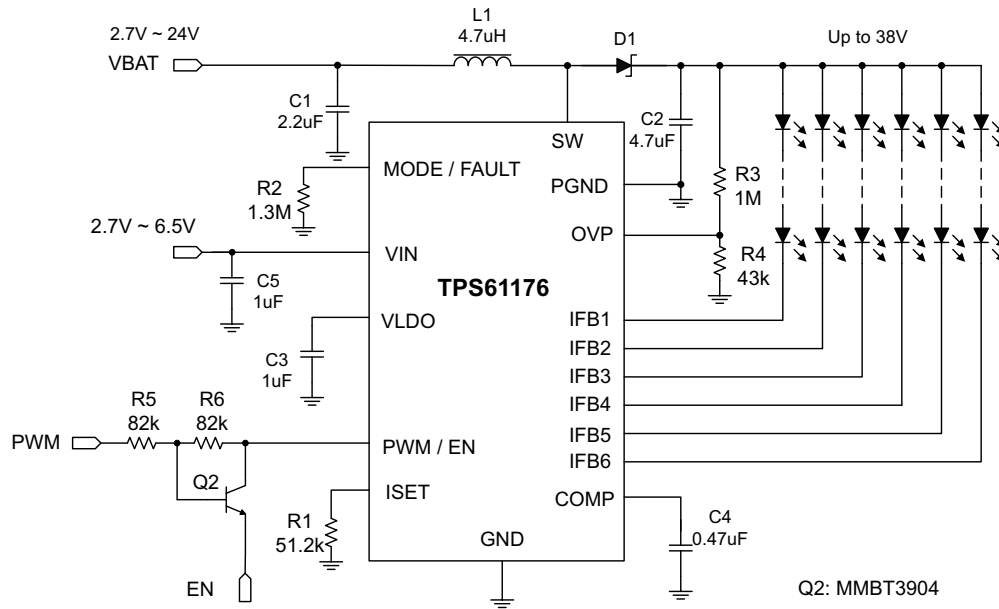 L1
4.7uH
2.7V ~ 24V
VBAT
D1
Up to 38V
C1
2.2uF
C2
4.7uF
SW
MODE / FAULT
PGND
R2
1.3M
R3
1M
2.7V ~ 6.5V
VIN
OVP
R4
43k
C5
1uF
TPS61176
VLDO
IFB1
IFB2
C3
1uF
IFB3
IFB4
R5
82k
R6
82k
PWM
PWM / EN
IFB5
IFB6
Q2
ISET
COMP
R1
51.2k
C4
0.47uF
GND
EN
Q2: MMBT3904